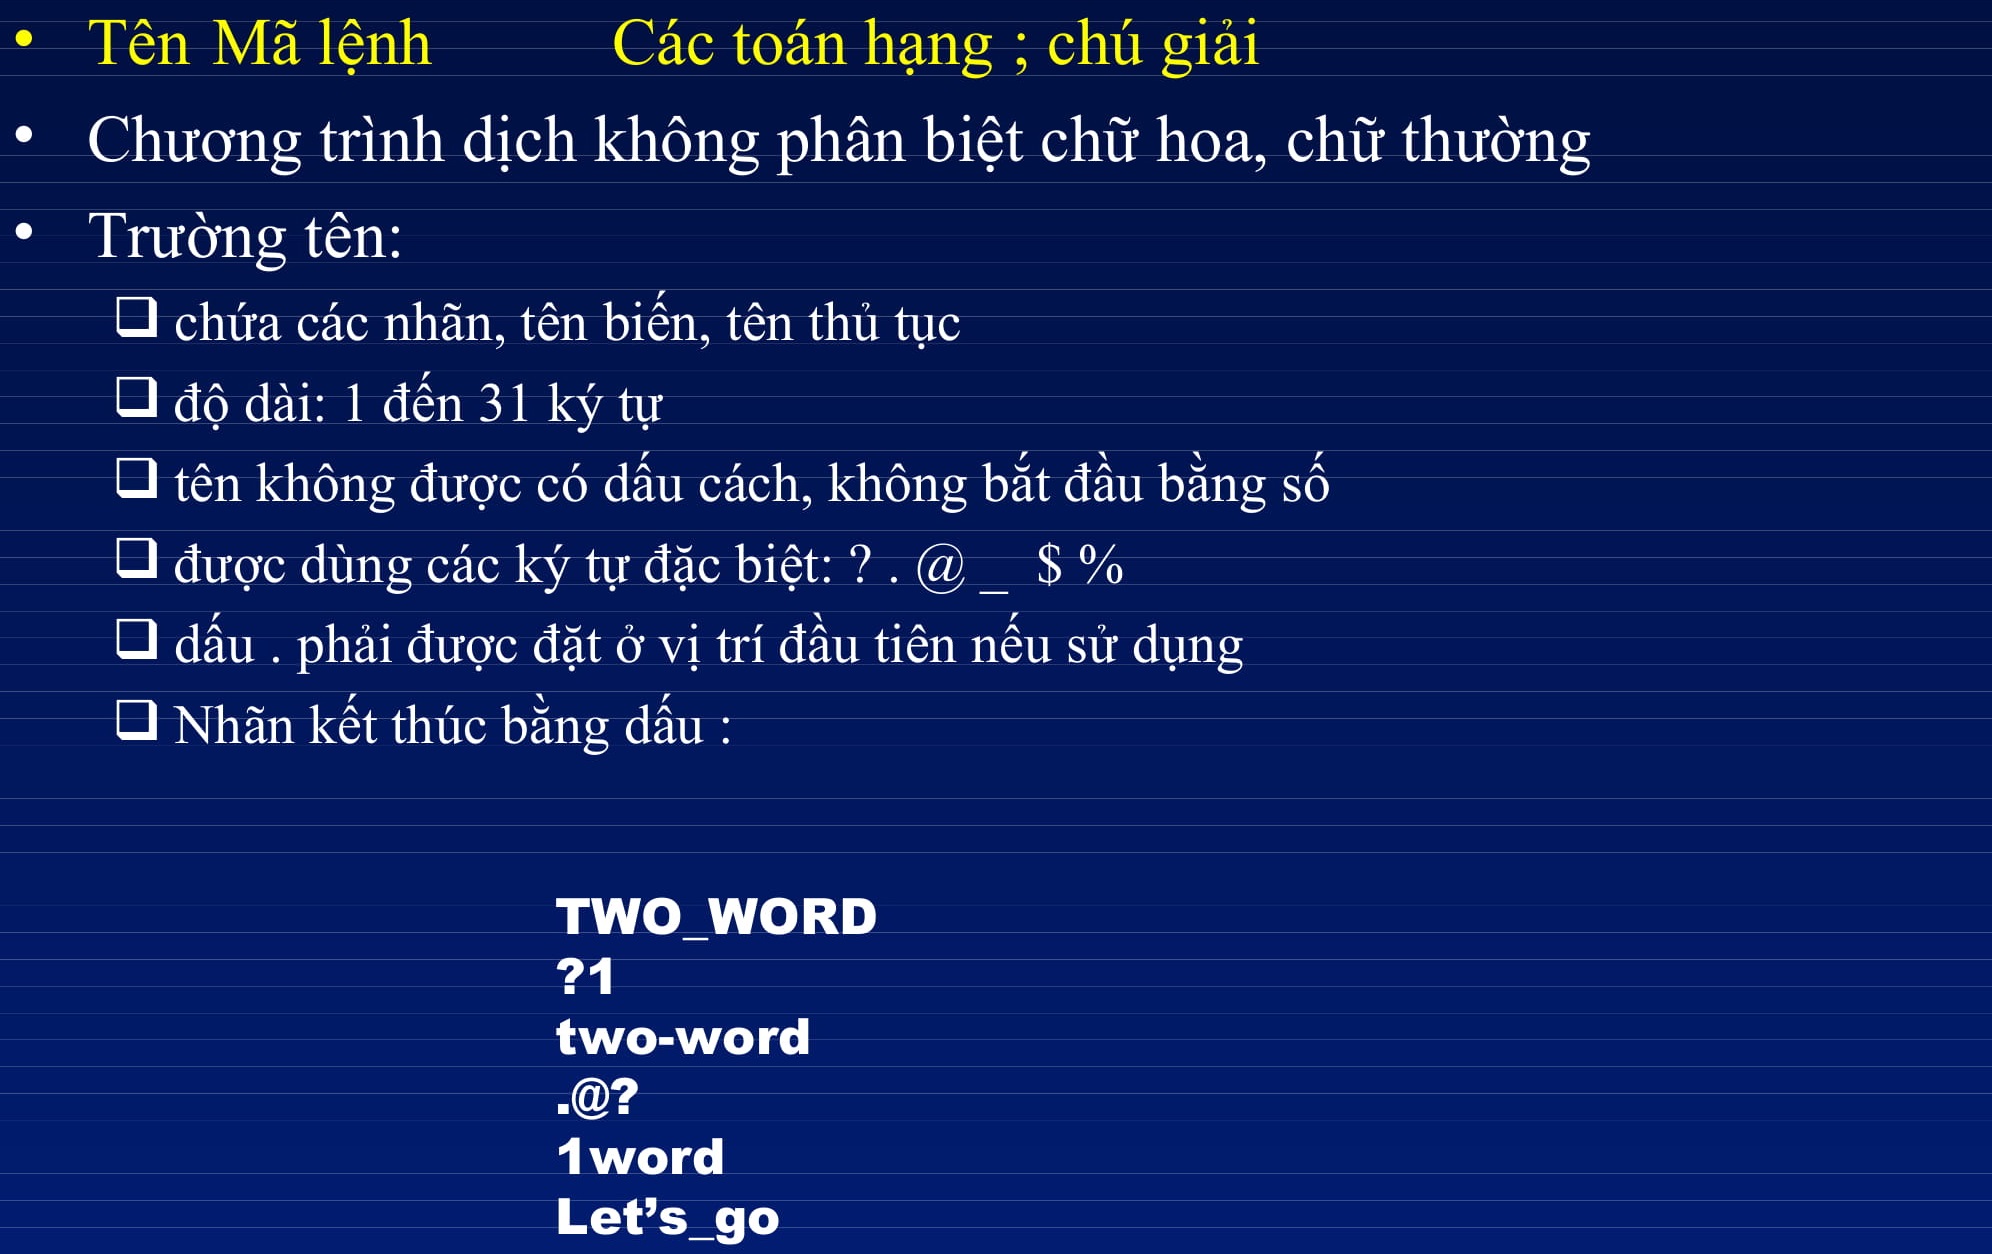 • Tên Mã lệnh Các toán hạng ; chú giải
• Chương trình dịch không phân biệt chữ hoa, chữ thường
• Trường tên:
❑ chứa các nhãn, tên biến, tên thủ tục
❑ độ dài: 1 đến 31 ký tự
❑ tên không được có dấu cách, không bắt đầu bằng số
❑ được dùng các ký tự đặc biệt: ? . @ _ $ %
❑ dấu . phải được đặt ở vị trí đầu tiên nếu sử dụng
❑ Nhãn kết thúc bằng dấu :
TWO_WORD
?1
two-word
.@?
1word
Let’s_go